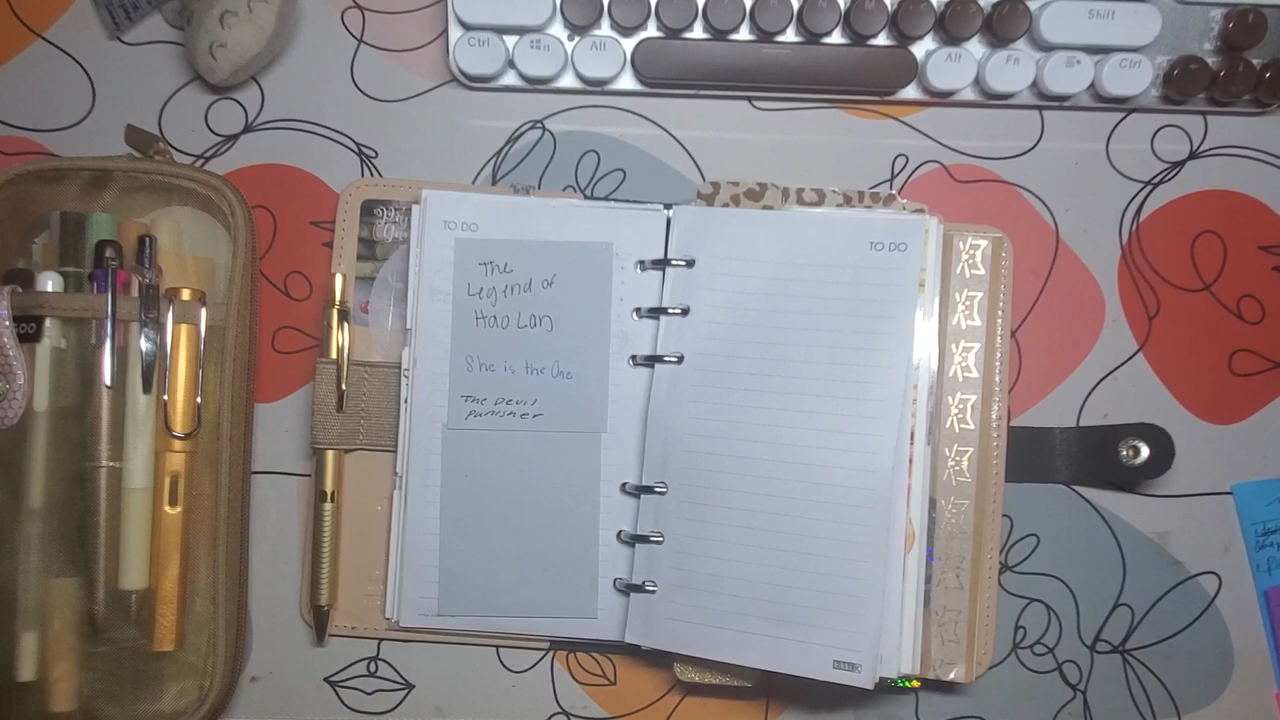 Shift
Ctrl
Alt
Alt
Fn
Ctrl
TO DO
The
Legend of
Hao Lan
She is the One
The Devil
punisher
TO DO